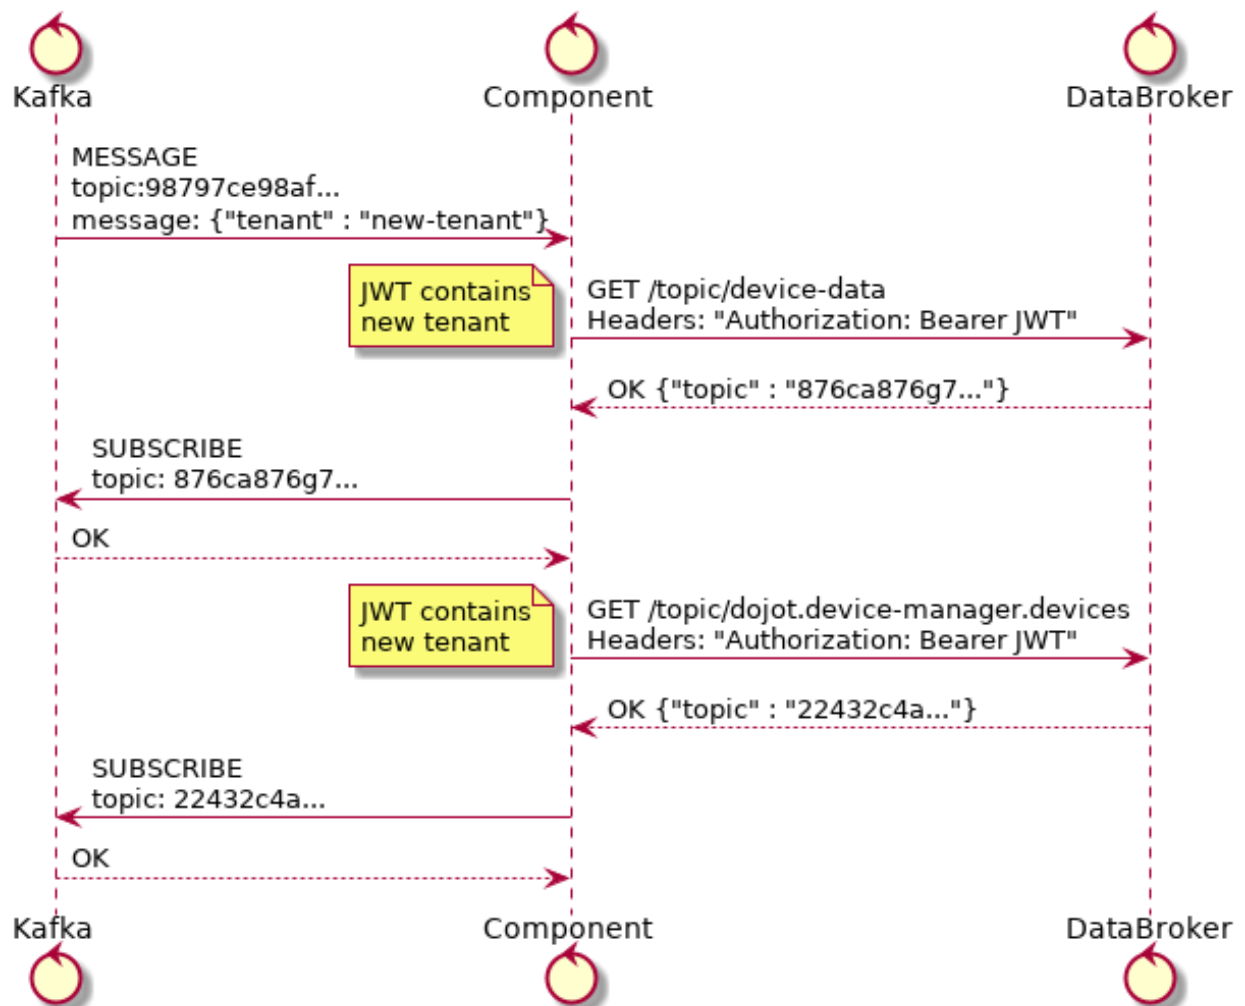 Kafka
Component
DataBroker
MESSAGE
topic:98797ce98af...
message: {"tenant" : "new-tenant"}
JWT contains
new tenant
GET /topic/device-data
Headers: "Authorization: Bearer JWT"
OK {"topic" : "876ca876g7..."}
SUBSCRIBE
topic: 876ca876g7...
OK
JWT contains
new tenant
GET /topic/dojot.device-manager.devices
Headers: "Authorization: Bearer JWT"
OK {"topic" : "22432c4a..."}
SUBSCRIBE
topic: 22432c4a...
OK
Kafka
Component
DataBroker